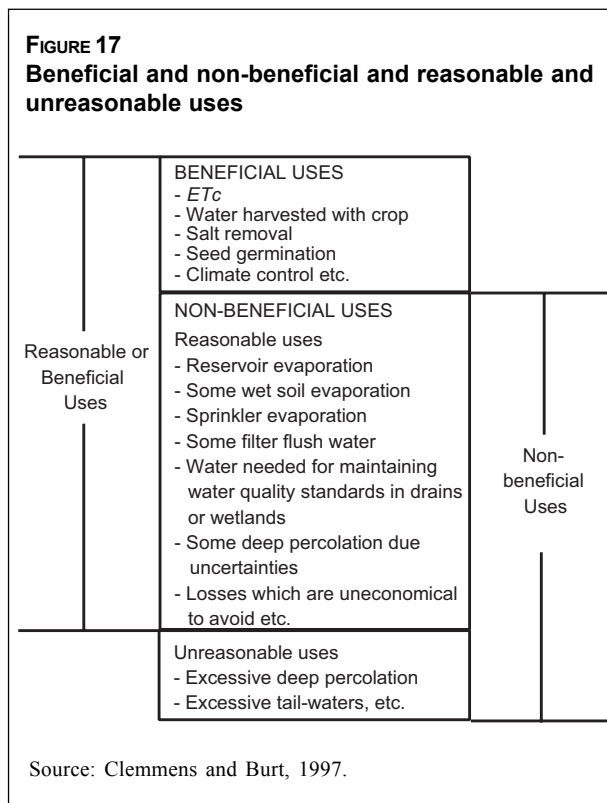 FIGURE 17
Beneficial and non-beneficial and reasonable and
unreasonable uses
BENEFICIAL USES
- ETc
- Water harvested with crop
- Salt removal
- Seed germination
- Climate control etc.
NON-BENEFICIAL USES
Reasonable uses
- Reservoir evaporation
- Some wet soil evaporation
- Sprinkler evaporation
- Some filter flush water
- Water needed for maintaining
water quality standards in drains
or wetlands
- Some deep percolation due
uncertainties
- Losses which are uneconomical
to avoid etc.
Unreasonable uses
- Excessive deep percolation
- Excessive tail-waters, etc.
Reasonable or
Beneficial
Uses
Non-
beneficial
Uses
Source: Clemmens and Burt, 1997.